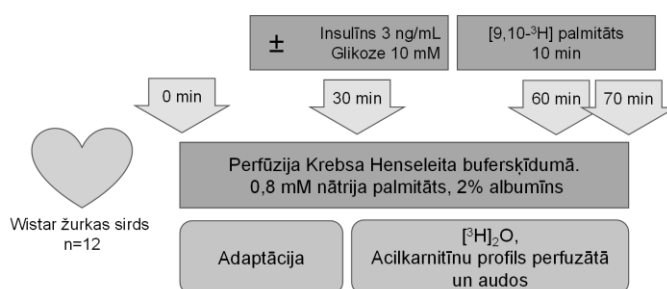 ±
Insulīns 3 ng/mL
Glikoze 10 mM
[9,10-³H] palmitāts
10 min
0 min
30 min
60 min
70 min
Perfūzija Krebsa Henseleita buferšķīdumā.
0,8 mM nātrija palmitāts, 2% albumīns
Wistar žurkas sirds
n=12
Adaptācija
[³H]₂O,
Acilkarnitīnu profils perfuzātā
un audos